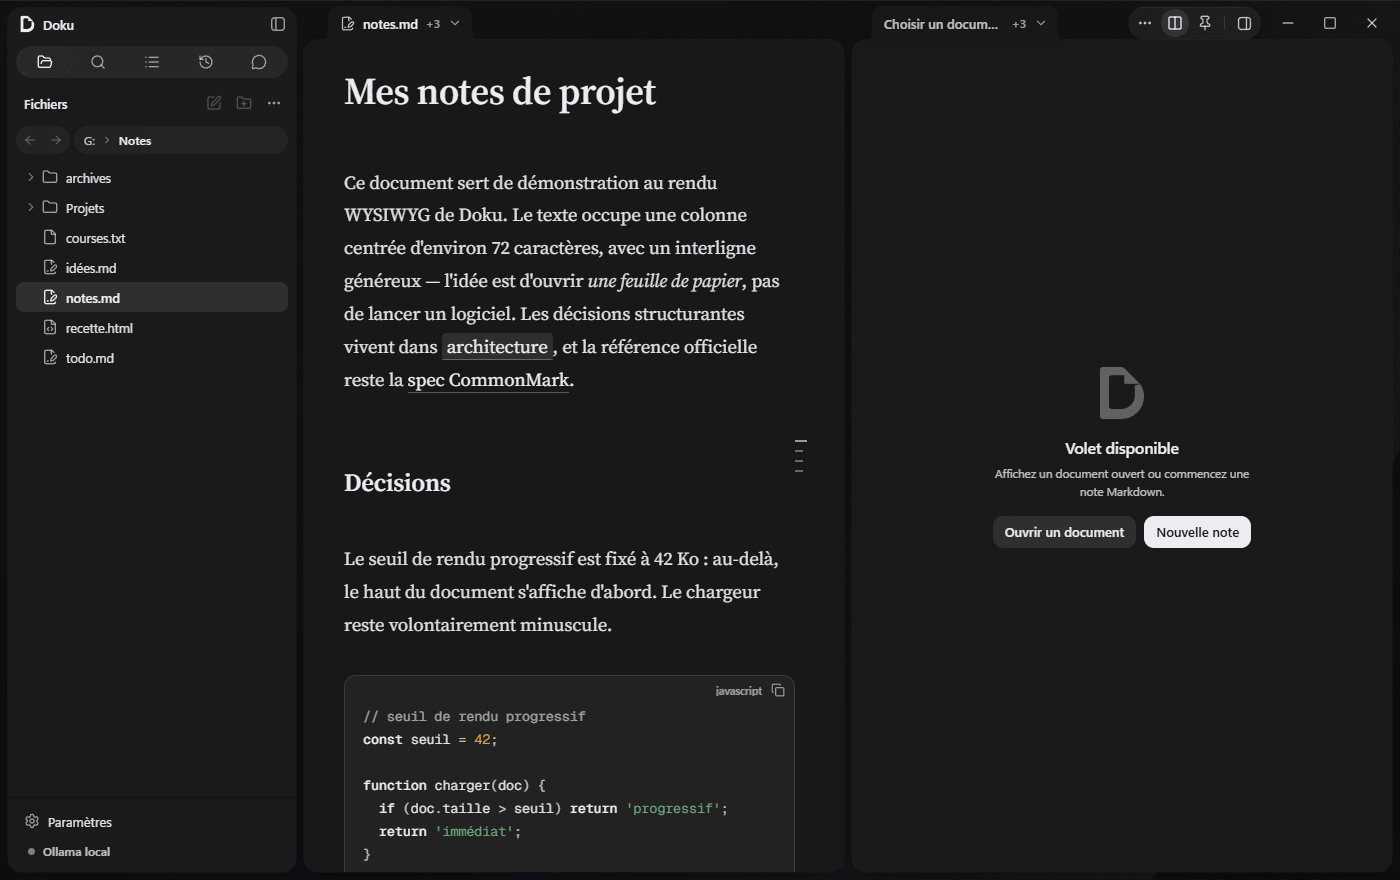 Doku
Fichiers
G: > Notes
archives
Projets
courses.txt
idées.md
notes.md
recette.html
todo.md
Paramètres
Ollama local
notes.md +3
Mes notes de projet
Ce document sert de démonstration au rendu
WYSIWYG de Doku. Le texte occupe une colonne
centrée d'environ 72 caractères, avec un interligne
généreux — l'idée est d'ouvrir une feuille de papier, pas
de lancer un logiciel. Les décisions structurantes
vivent dans architecture , et la référence officielle
reste la spec CommonMark.
Décisions
Le seuil de rendu progressif est fixé à 42 Ko : au-delà,
le haut du document s'affiche d'abord. Le chargeur
reste volontairement minuscule.
javascript
// seuil de rendu progressif
const seuil = 42;
function charger(doc) {
  if (doc.taille > seuil) return 'progressif';
  return 'immédiat';
}
Choisir un docum... +3
Volet disponible
Affichez un document ouvert ou commencez une
note Markdown.
Ouvrir un document
Nouvelle note